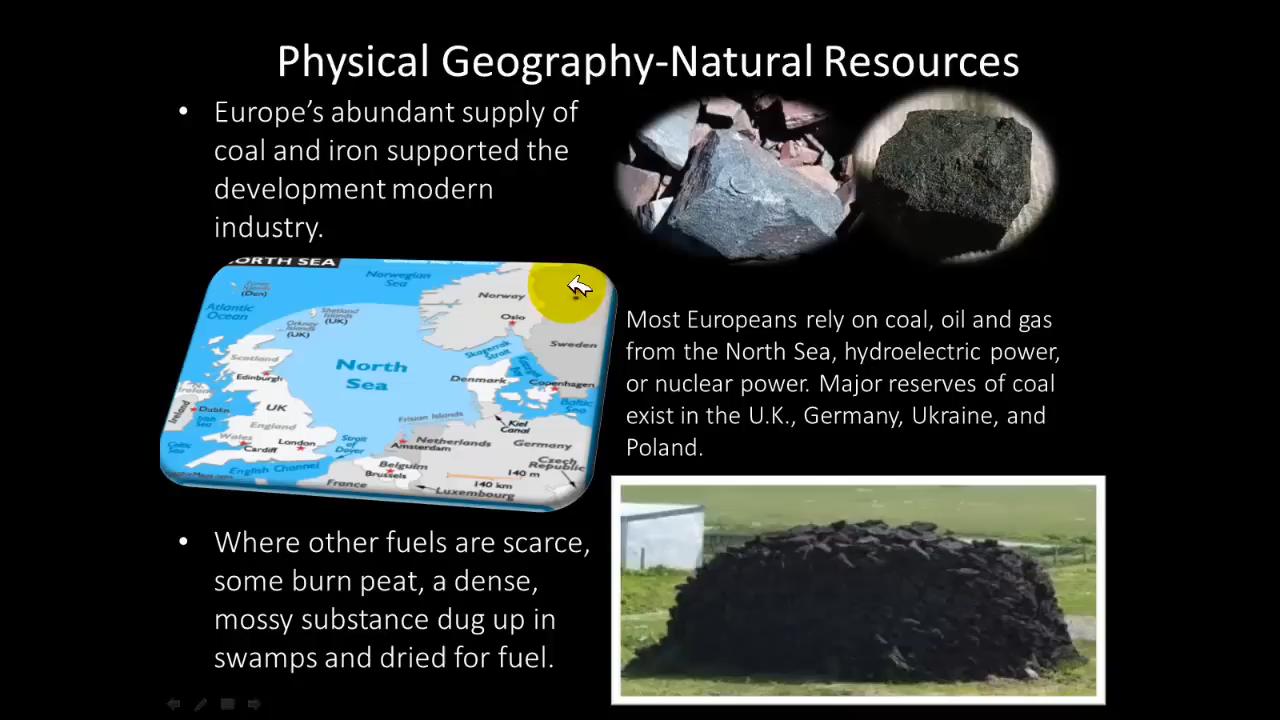 Physical Geography-Natural Resources
• Europe's abundant supply of
coal and iron supported the
development modern
industry.
ORTH SEA
Norwegian
Sea
(Den)
Atlantic
Ocean
Shetland
Islands
(UK)
Orkney
Islands
(UK)
Norway
Oslo
Sweden
Skagerrak
Strait
Scotland
Edinburgh
North
Sea
Denmark
Copenhagen
Baltic
Sea
N.
Ireland
Ireland
Dublin
Irish
Sea
UK
England
Wales
Cardiff
London
Celtic
Sea
Frisian Islands
Kiel
Canal
Strait
of
Dover
Netherlands
Amsterdam
Germany
English Channel
Belguim
Brussels
Czech
Republic
140 m
140 km
France
Luxembourg
Most Europeans rely on coal, oil and gas
from the North Sea, hydroelectric power,
or nuclear power. Major reserves of coal
exist in the U.K., Germany, Ukraine, and
Poland.
• Where other fuels are scarce,
some burn peat, a dense,
mossy substance dug up in
swamps and dried for fuel.